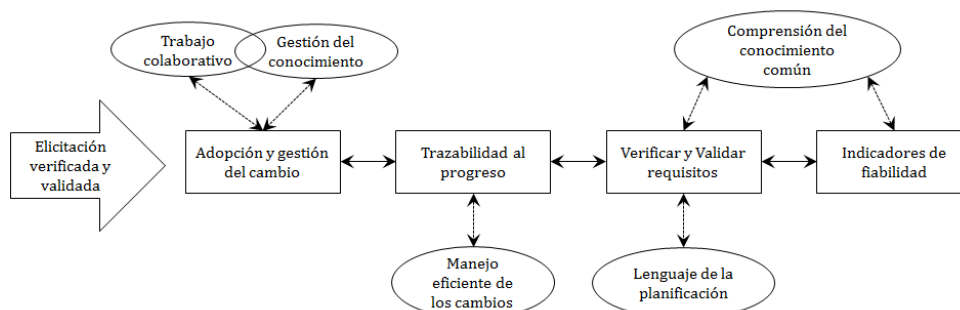 Trabajo
colaborativo
Gestión del
conocimiento
Comprensión del
conocimiento
común
Elicitación
verificada y
validada
Adopción y gestión
del cambio
Trazabilidad al
progreso
Verificar y Validar
requisitos
Indicadores de
fiabilidad
Manejo
eficiente de
los cambios
Lenguaje de la
planificación